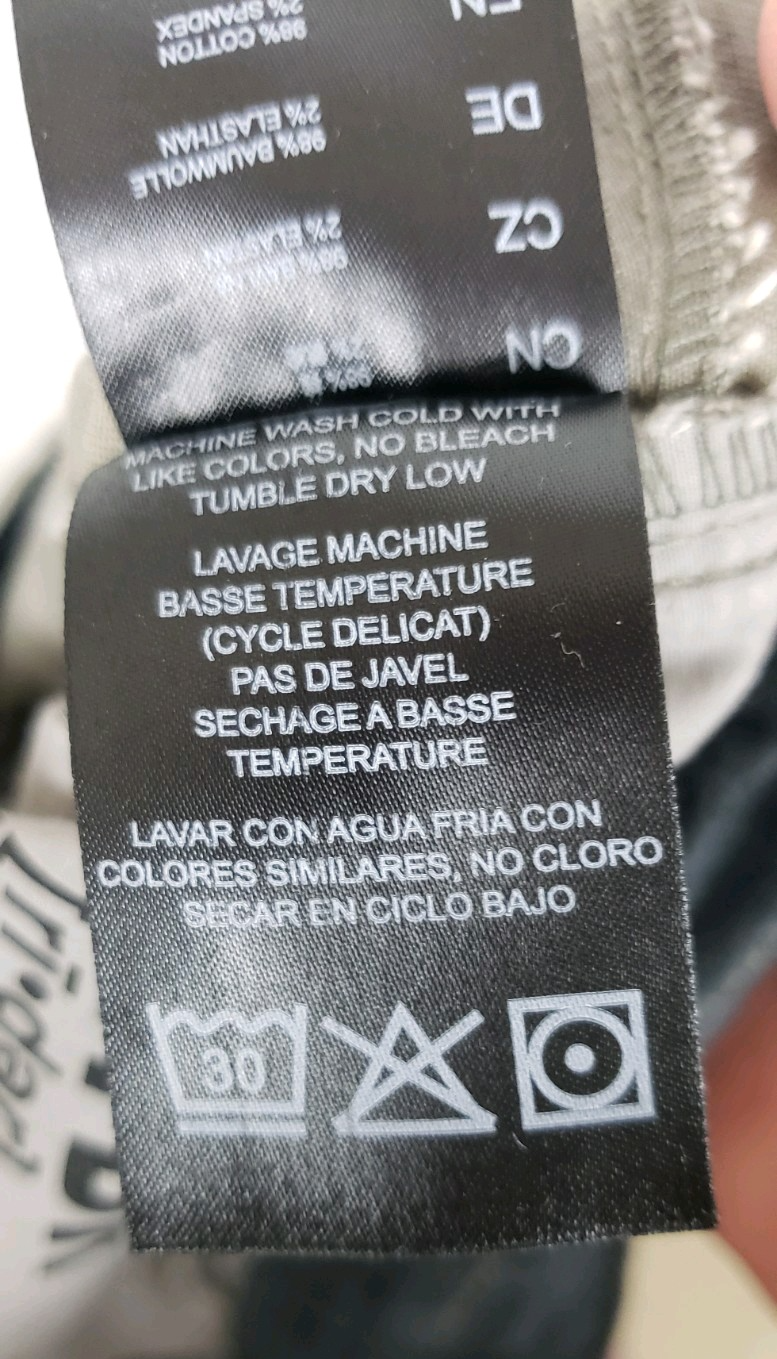 EN
98% COTTON
2% SPANDEX
DE
98% BAUMWOLLE
2% ELASTHAN
CZ
2% ELASTAN
CN
MACHINE WASH COLD WITH
LIKE COLORS, NO BLEACH
TUMBLE DRY LOW
LAVAGE MACHINE
BASSE TEMPERATURE
(CYCLE DELICAT)
PAS DE JAVEL
SECHAGE A BASSE
TEMPERATURE
LAVAR CON AGUA FRIA CON
COLORES SIMILARES, NO CLORO
SECAR EN CICLO BAJO
30